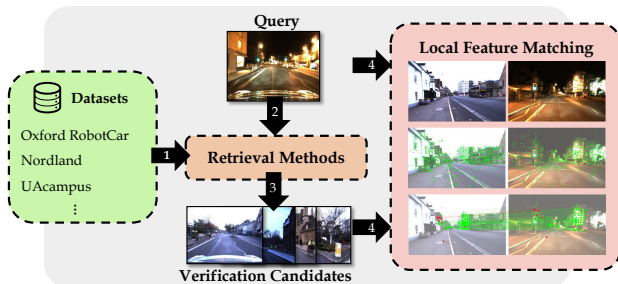 Query
Local Feature Matching
4
Datasets
2
Oxford RobotCar
Nordland
UAcampus
⋮
1
Retrieval Methods
3
4
Verification Candidates